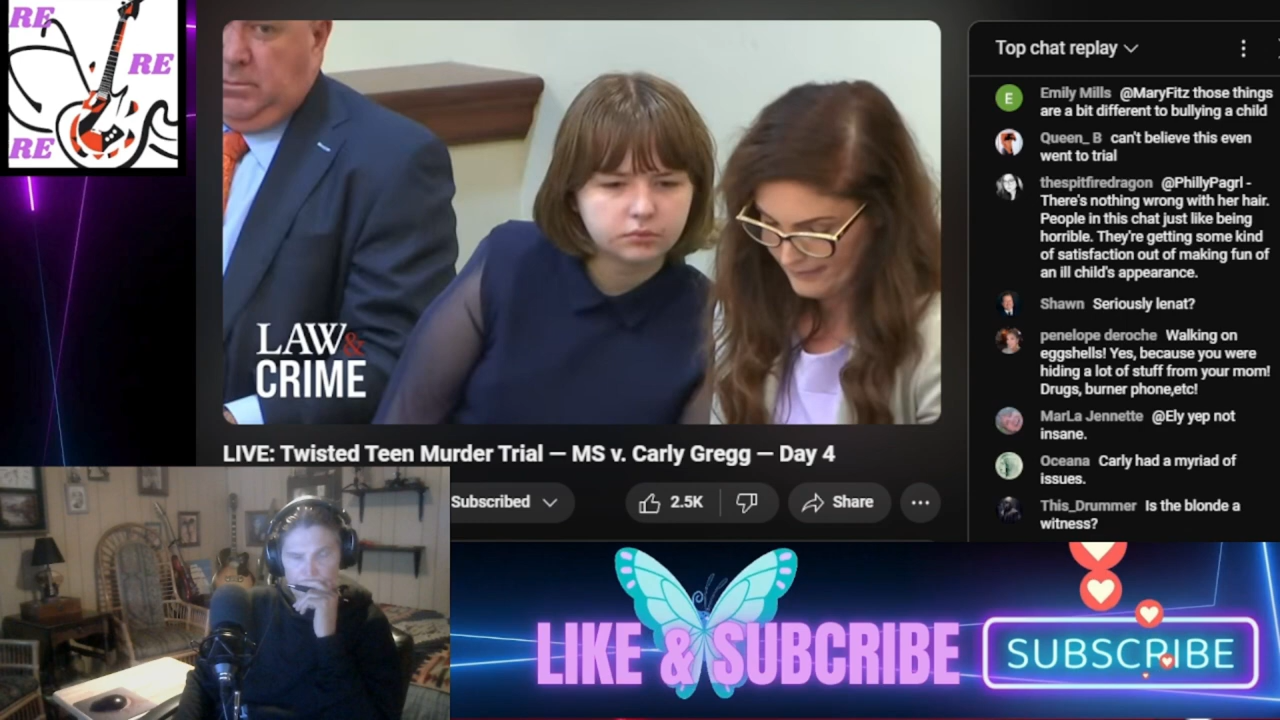 RE
RE
RE
LAW&
CRIME
LIVE: Twisted Teen Murder Trial — MS v. Carly Gregg — Day 4
Subscribed
2.5K
Share
Top chat replay
E
Emily Mills @MaryFitz those things
are a bit different to bullying a child
Queen_ B can't believe this even
went to trial
thespitfiredragon @PhillyPagrl -
There's nothing wrong with her hair.
People in this chat just like being
horrible. They're getting some kind
of satisfaction out of making fun of
an ill child's appearance.
Shawn Seriously lenat?
penelope deroche Walking on
eggshells! Yes, because you were
hiding a lot of stuff from your mom!
Drugs, burner phone,etc!
MarLa Jennette @Ely yep not
insane.
Oceana Carly had a myriad of
issues.
This_Drummer Is the blonde a
witness?
LIKE & SUBCRIBE
SUBSCRIBE